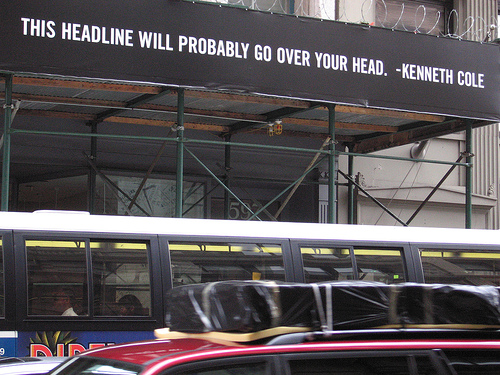 THIS HEADLINE WILL PROBABLY GO OVER YOUR HEAD. -KENNETH COLE